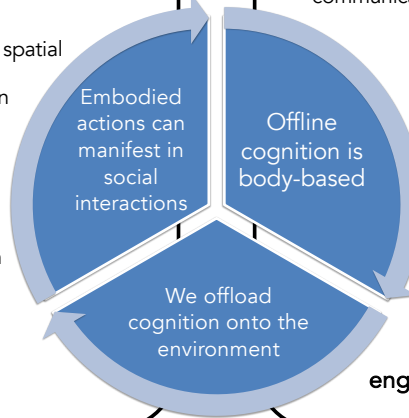 spatial
Embodied
actions can
manifest in
social
interactions
Offline
cognition is
body-based
We offload
cognition onto the
environment